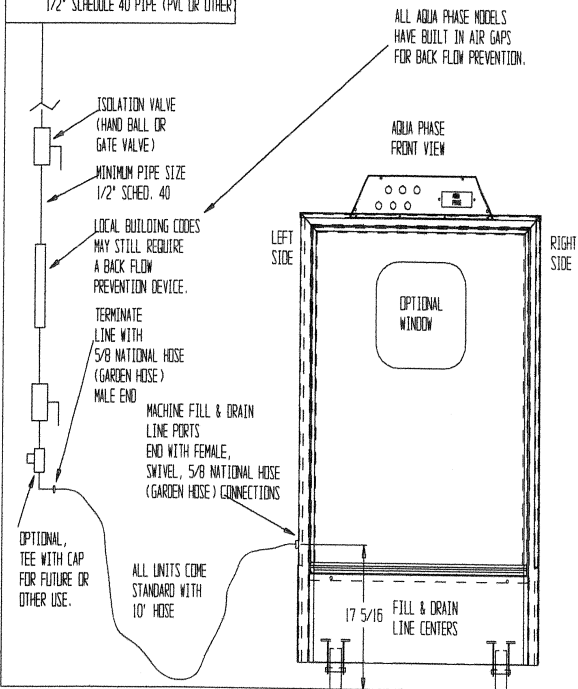 1/2" SCHEDULE 40 PIPE (PVC OR OTHER)
ALL AQUA PHASE MODELS
HAVE BUILT IN AIR GAPS
FOR BACK FLOW PREVENTION.
ISOLATION VALVE
(HAND BALL OR
GATE VALVE)
MINIMUM PIPE SIZE
1/2" SCHED. 40
LOCAL BUILDING CODES
MAY STILL REQUIRE
A BACK FLOW
PREVENTION DEVICE.
TERMINATE
LINE WITH
5/8 NATIONAL HOSE
(GARDEN HOSE)
MALE END
MACHINE FILL & DRAIN
LINE PORTS
END WITH FEMALE,
SWIVEL, 5/8 NATIONAL HOSE
(GARDEN HOSE) CONNECTIONS
OPTIONAL,
TEE WITH CAP
FOR FUTURE OR
OTHER USE.
ALL UNITS COME
STANDARD WITH
10' HOSE
AQUA PHASE
FRONT VIEW
AQUA
PHASE
LEFT
SIDE
RIGHT
SIDE
OPTIONAL
WINDOW
17 5/16
FILL & DRAIN
LINE CENTERS